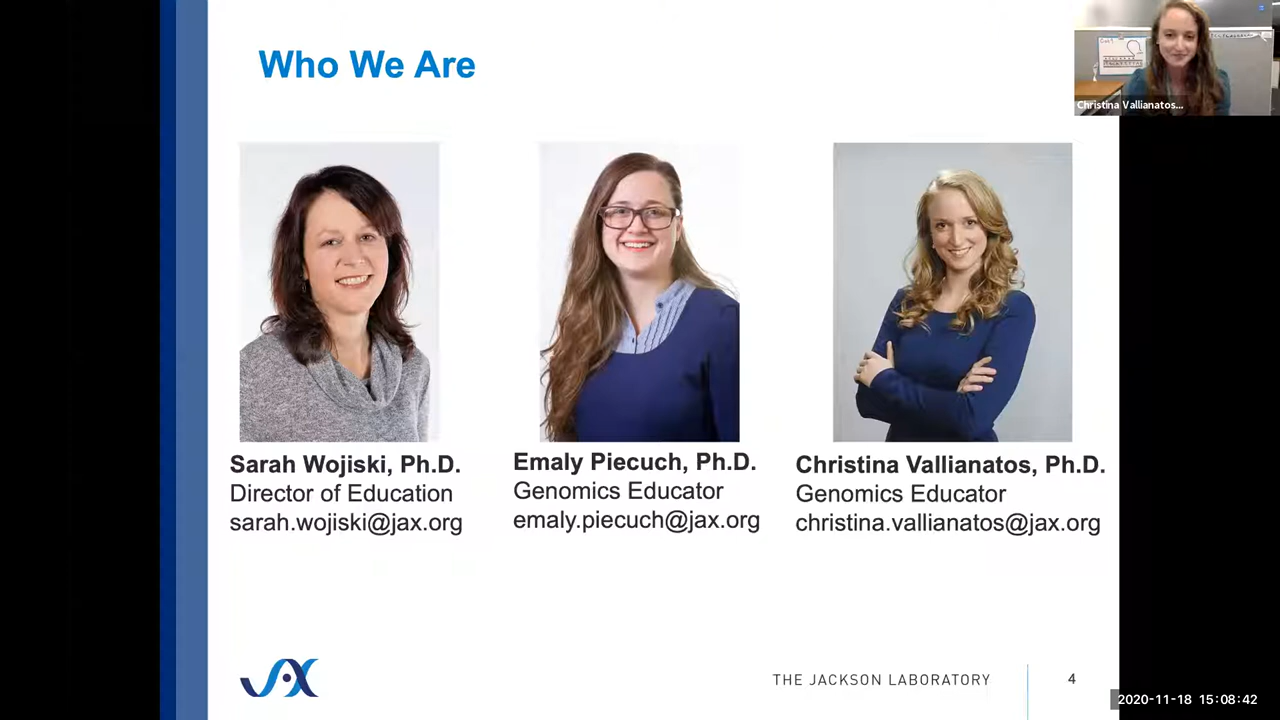 Who We Are
Christina Vallianatos...
Sarah Wojiski, Ph.D.
Director of Education
sarah.wojiski@jax.org
Emaly Piecuch, Ph.D.
Genomics Educator
emaly.piecuch@jax.org
Christina Vallianatos, Ph.D.
Genomics Educator
christina.vallianatos@jax.org
JAX
THE JACKSON LABORATORY
4
2020-11-18 15:08:42